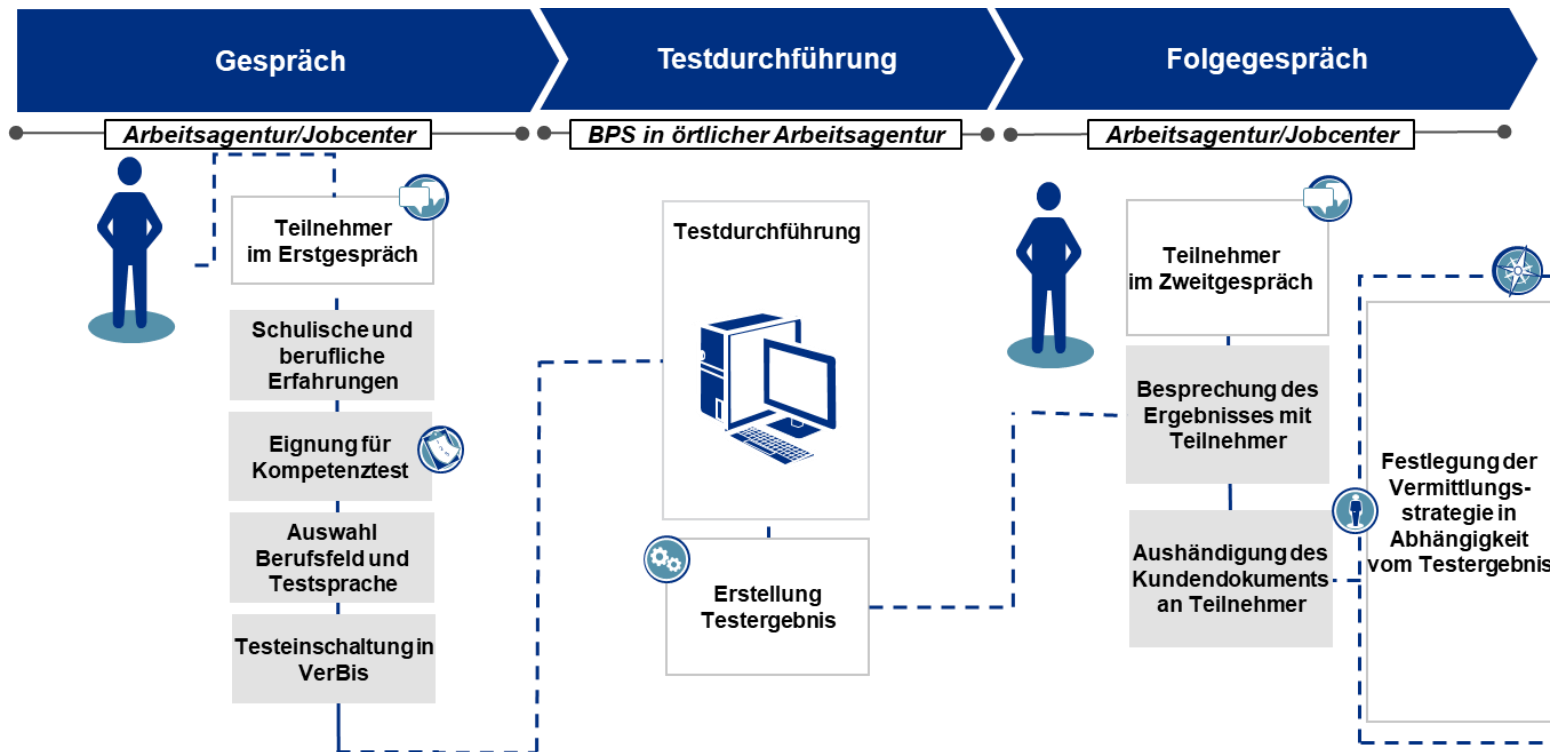 Gespräch
Testdurchführung
Folgegespräch
Arbeitsagentur/Jobcenter
BPS in örtlicher Arbeitsagentur
Arbeitsagentur/Jobcenter
Teilnehmer
im Erstgespräch
Schulische und
berufliche
Erfahrungen
Eignung für
Kompetenztest
Auswahl
Berufsfeld und
Testsprache
Testeinschaltung in
VerBis
Testdurchführung
Erstellung
Testergebnis
Teilnehmer
im Zweitgespräch
Besprechung des
Ergebnisses mit
Teilnehmer
Aushändigung des
Kundendokuments
an Teilnehmer
Festlegung der
Vermittlungs-
strategie in
Abhängigkeit
vom Testergebnis